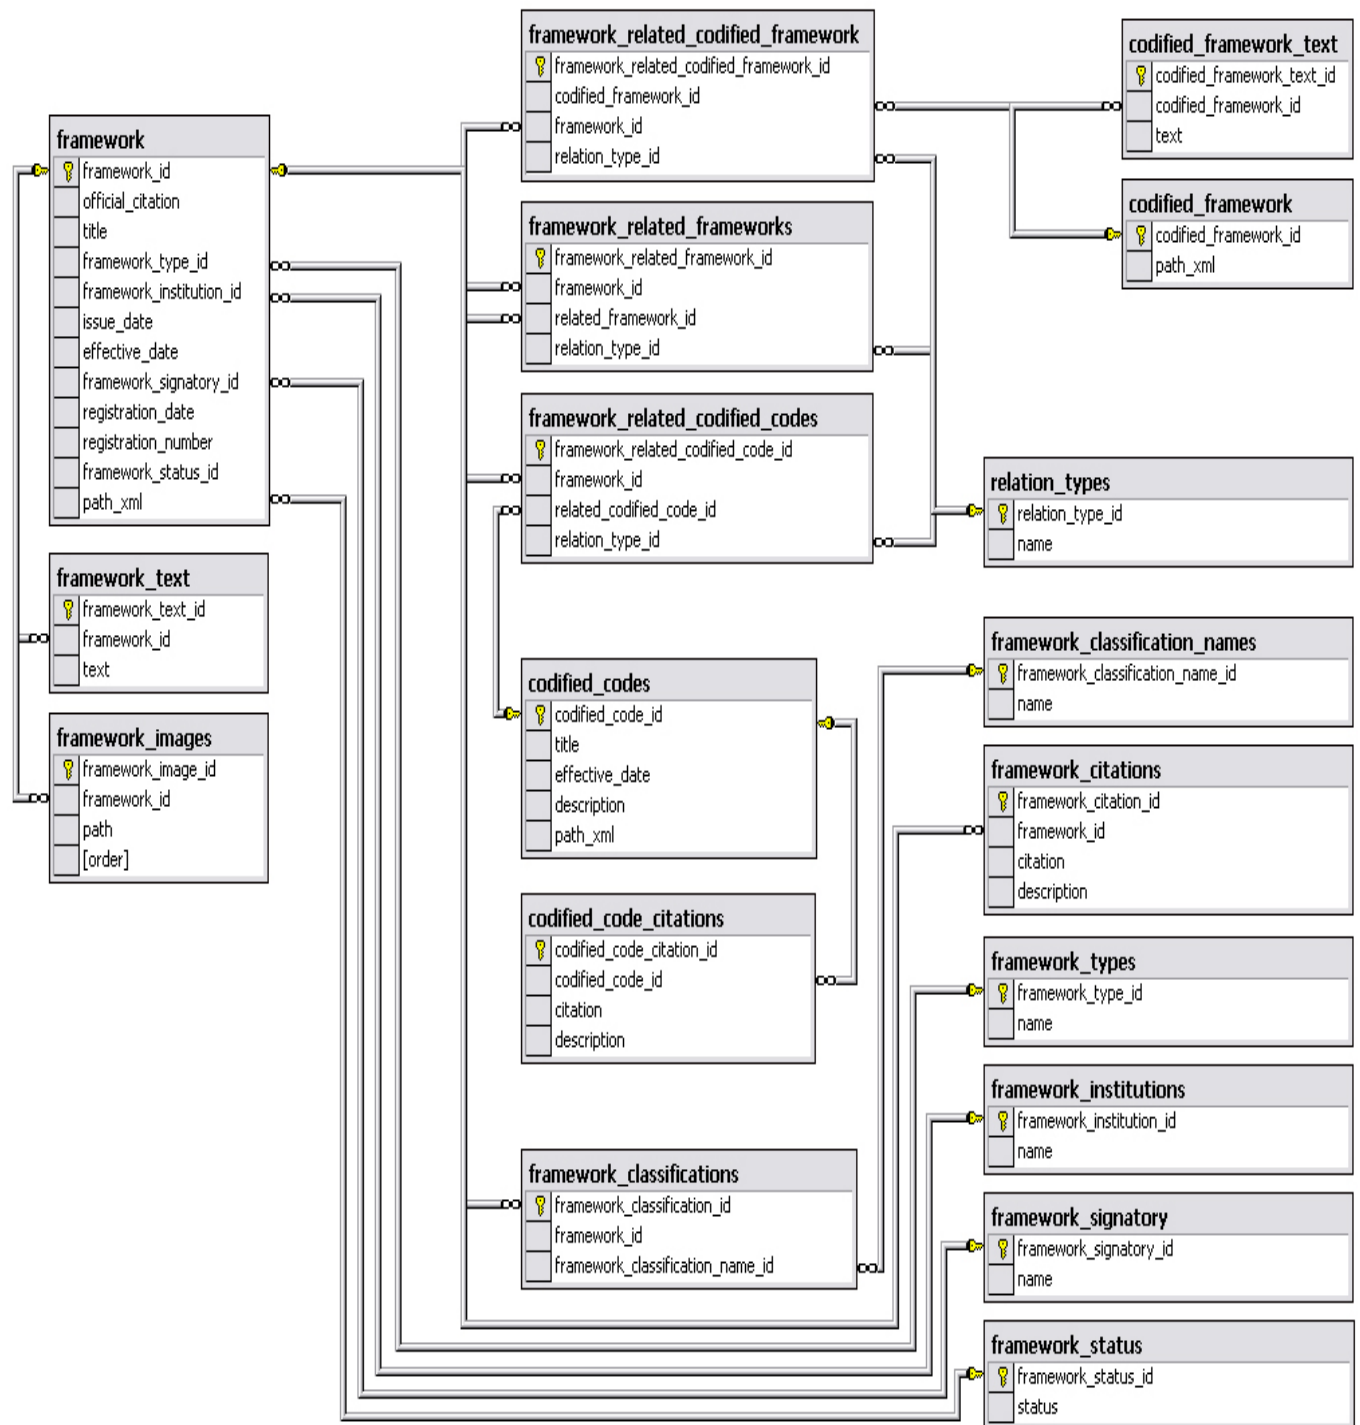 framework
framework_id
official_citation
title
framework_type_id
framework_institution_id
issue_date
effective_date
framework_signatory_id
registration_date
registration_number
framework_status_id
path_xml
framework_text
framework_text_id
framework_id
text
framework_images
framework_image_id
framework_id
path
[order]
framework_related_codified_framework
framework_related_codified_framework_id
codified_framework_id
framework_id
relation_type_id
framework_related_frameworks
framework_related_framework_id
framework_id
related_framework_id
relation_type_id
framework_related_codified_codes
framework_related_codified_code_id
framework_id
related_codified_code_id
relation_type_id
codified_codes
codified_code_id
title
effective_date
description
path_xml
codified_code_citations
codified_code_citation_id
codified_code_id
citation
description
framework_classifications
framework_classification_id
framework_id
framework_classification_name_id
codified_framework_text
codified_framework_text_id
codified_framework_id
text
codified_framework
codified_framework_id
path_xml
relation_types
relation_type_id
name
framework_classification_names
framework_classification_name_id
name
framework_citations
framework_citation_id
framework_id
citation
description
framework_types
framework_type_id
name
framework_institutions
framework_institution_id
name
framework_signatory
framework_signatory_id
name
framework_status
framework_status_id
status